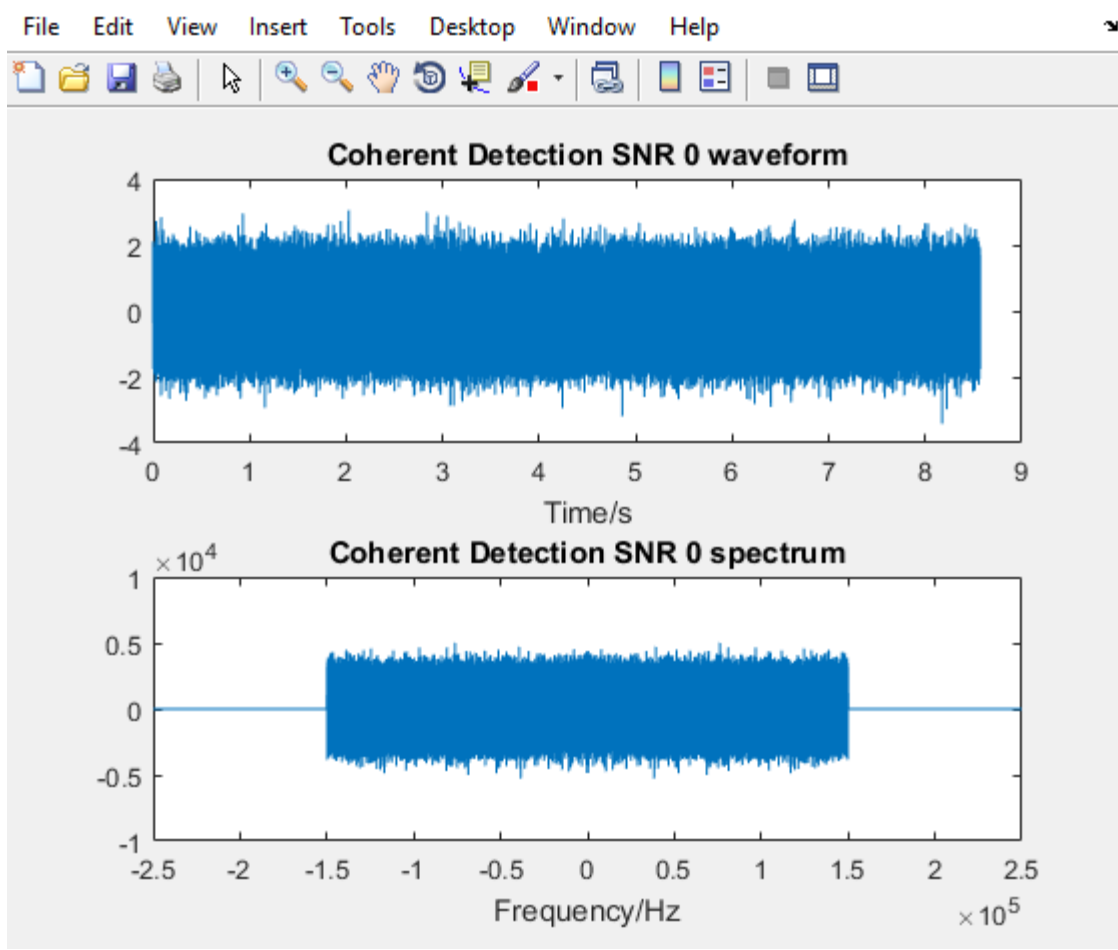 File Edit View Insert Tools Desktop Window Help
Coherent Detection SNR 0 waveform
4
2
0
-2
-4
0 1 2 3 4 5 6 7 8 9
Time/s
×10^4
Coherent Detection SNR 0 spectrum
1
0.5
0
-0.5
-1
-2.5 -2 -1.5 -1 -0.5 0 0.5 1 1.5 2 2.5
Frequency/Hz
×10^5